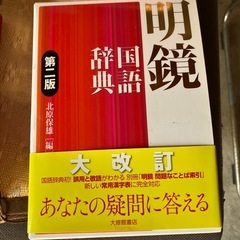 明鏡
国語
辞典
第二版
北原保雄[編]
大改訂
国語辞典初!誤用と敬語がわかる 別冊「明鏡 問題なことば索引」
新しい常用漢字表に完全対応
あなたの疑問に答える
大修館書店